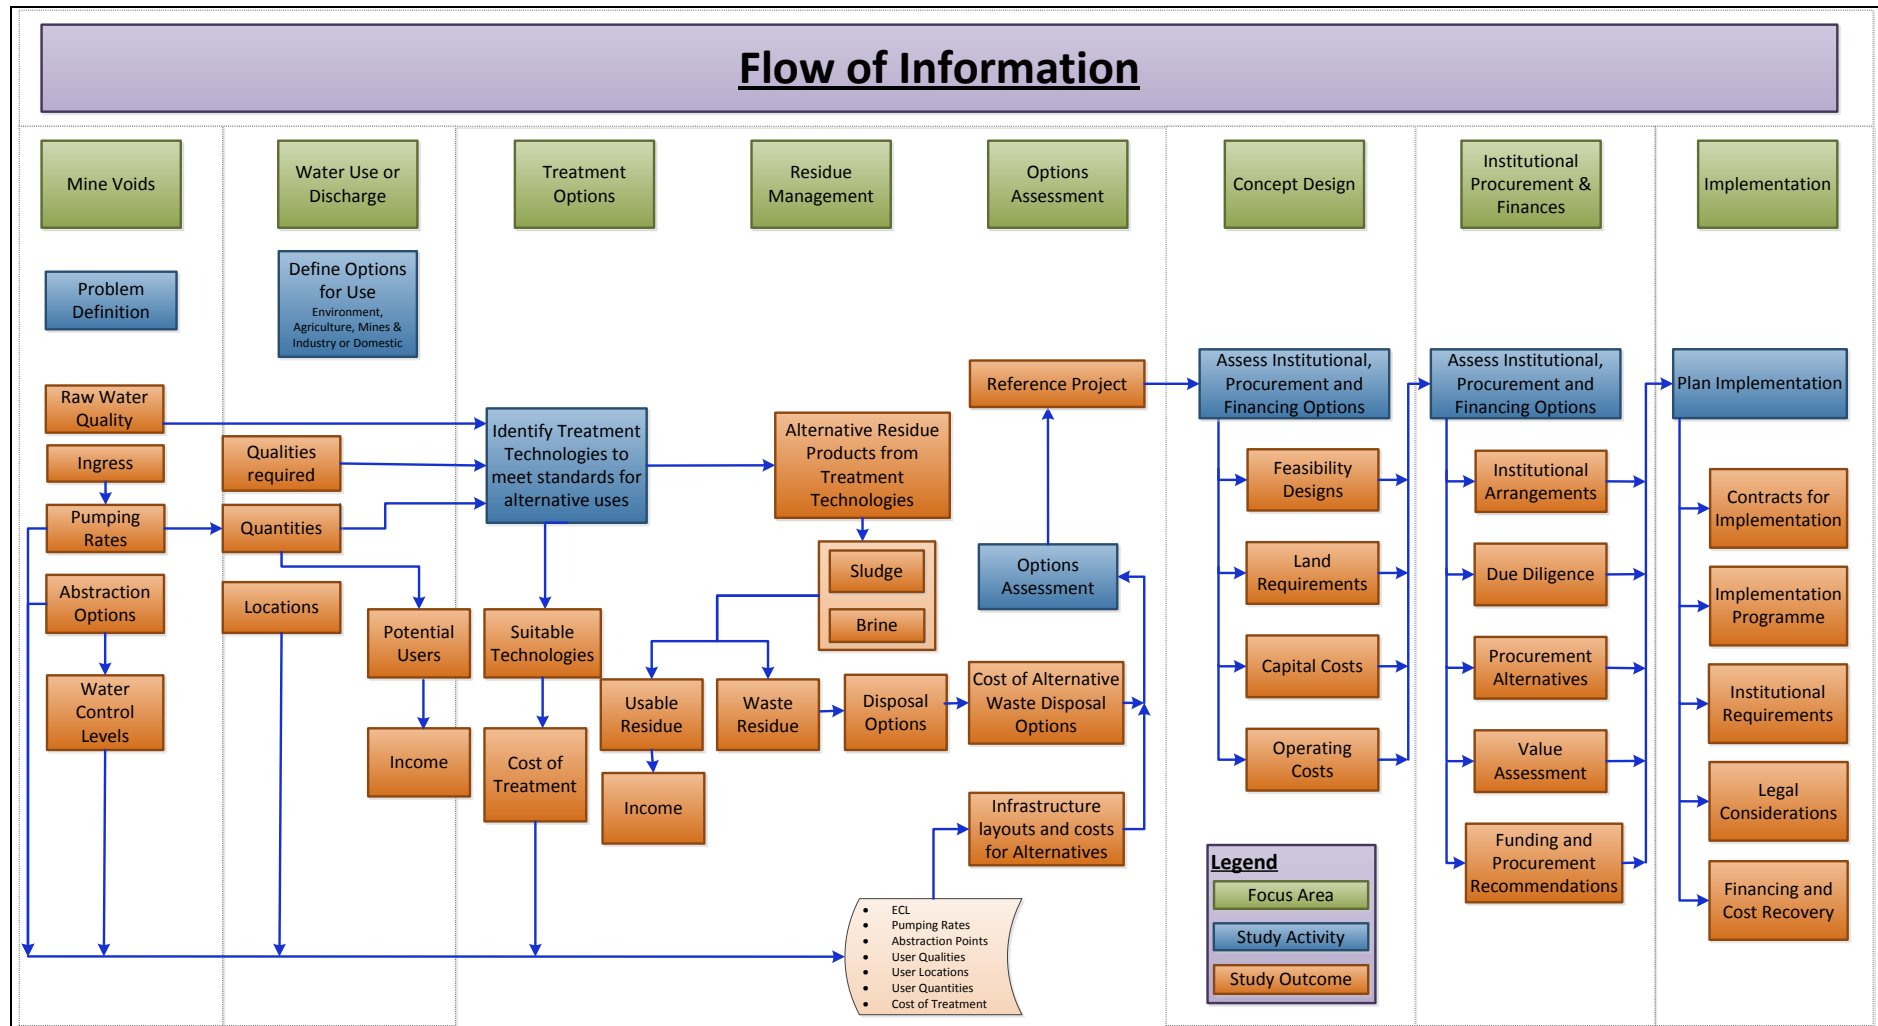 Flow of Information
Mine Voids
Water Use or
Discharge
Treatment
Options
Residue
Management
Options
Assessment
Concept Design
Institutional
Procurement &
Finances
Implementation
Problem
Definition
Define Options
for Use
Environment,
Agriculture, Mines &
Industry or Domestic
Raw Water
Quality
Ingress
Pumping
Rates
Abstraction
Options
Water
Control
Levels
Qualities
required
Quantities
Locations
Potential
Users
Income
Identify Treatment
Technologies to
meet standards for
alternative uses
Suitable
Technologies
Cost of
Treatment
Alternative Residue
Products from
Treatment
Technologies
Sludge
Brine
Usable
Residue
Income
Waste
Residue
Disposal
Options
Reference Project
Options
Assessment
Cost of Alternative
Waste Disposal
Options
Infrastructure
layouts and costs
for Alternatives
• ECL
• Pumping Rates
• Abstraction Points
• User Qualities
• User Locations
• User Quantities
• Cost of Treatment
Assess Institutional,
Procurement and
Financing Options
Feasibility
Designs
Land
Requirements
Capital Costs
Operating
Costs
Assess Institutional,
Procurement and
Financing Options
Institutional
Arrangements
Due Diligence
Procurement
Alternatives
Value
Assessment
Funding and
Procurement
Recommendations
Plan Implementation
Contracts for
Implementation
Implementation
Programme
Institutional
Requirements
Legal
Considerations
Financing and
Cost Recovery
Legend
Focus Area
Study Activity
Study Outcome